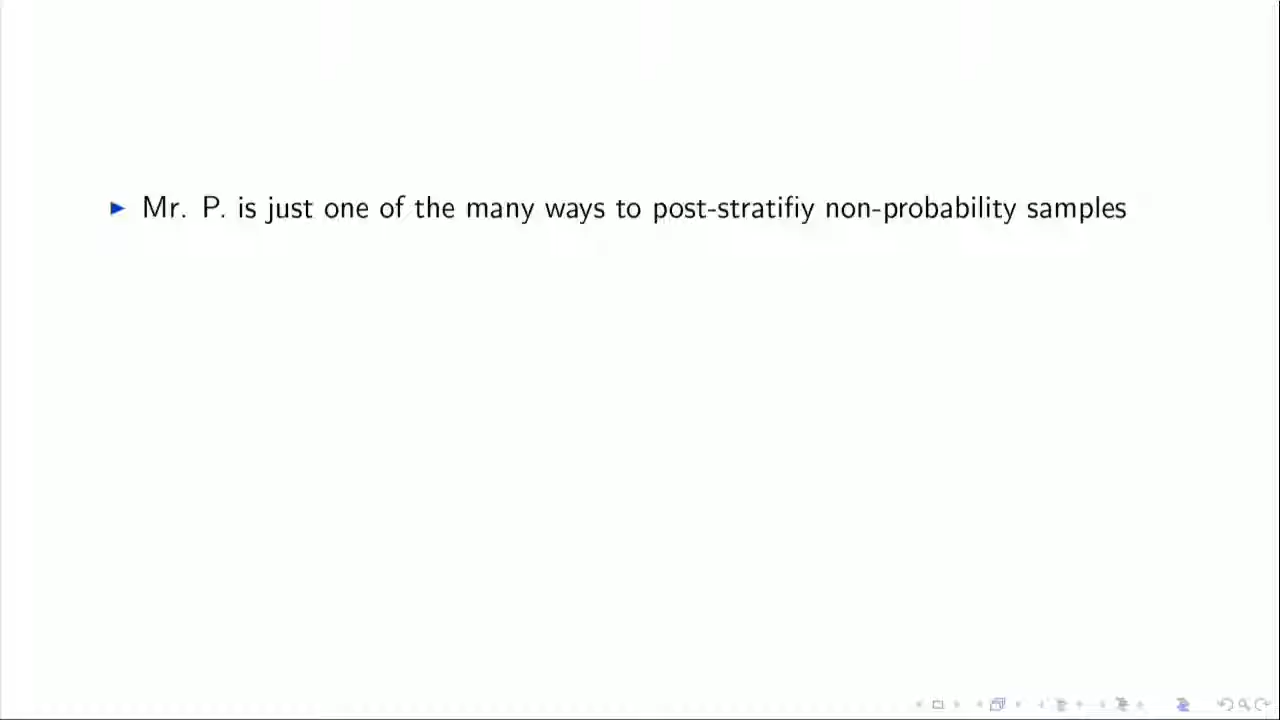 Mr. P. is just one of the many ways to post-stratifiy non-probability samples